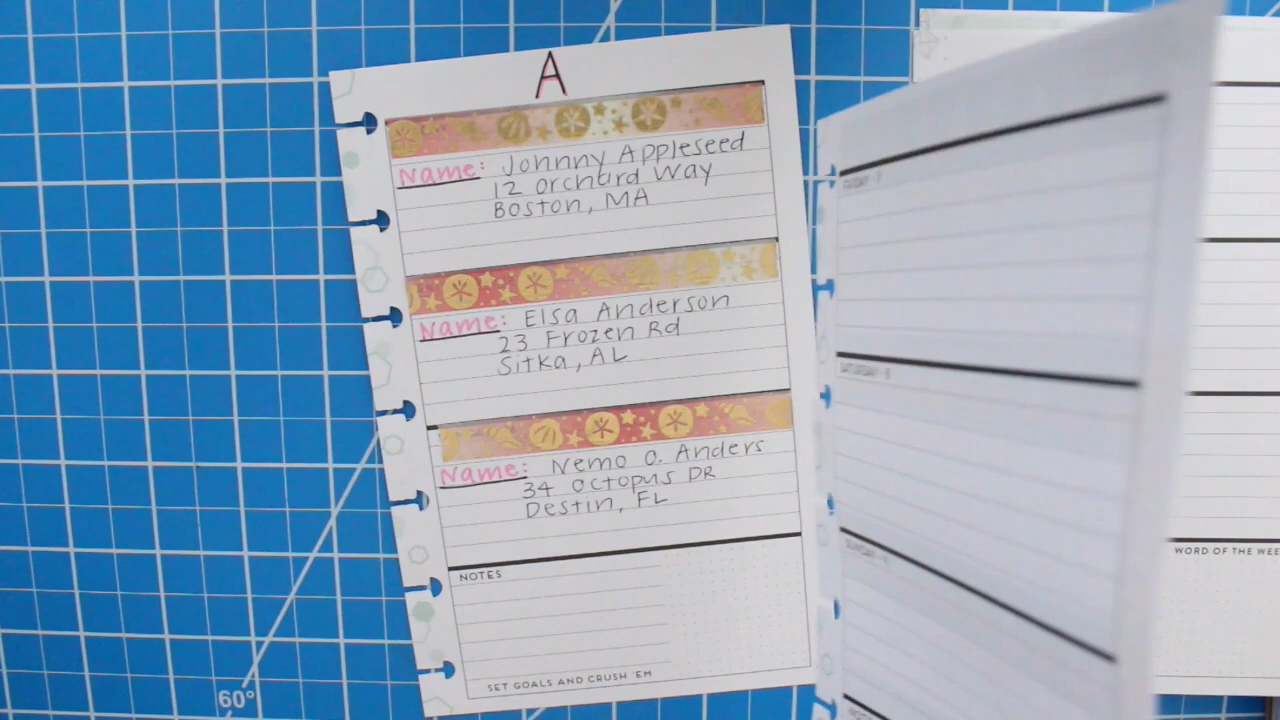 A
Name: Johnny Appleseed
12 Orchard Way
Boston, MA
Name: Elsa Anderson
23 Frozen Rd
Sitka, AL
Name: Nemo O. Anders
34 Octopus DR
Destin, FL
NOTES
SET GOALS AND CRUSH 'EM
60°
WORD OF THE WEE